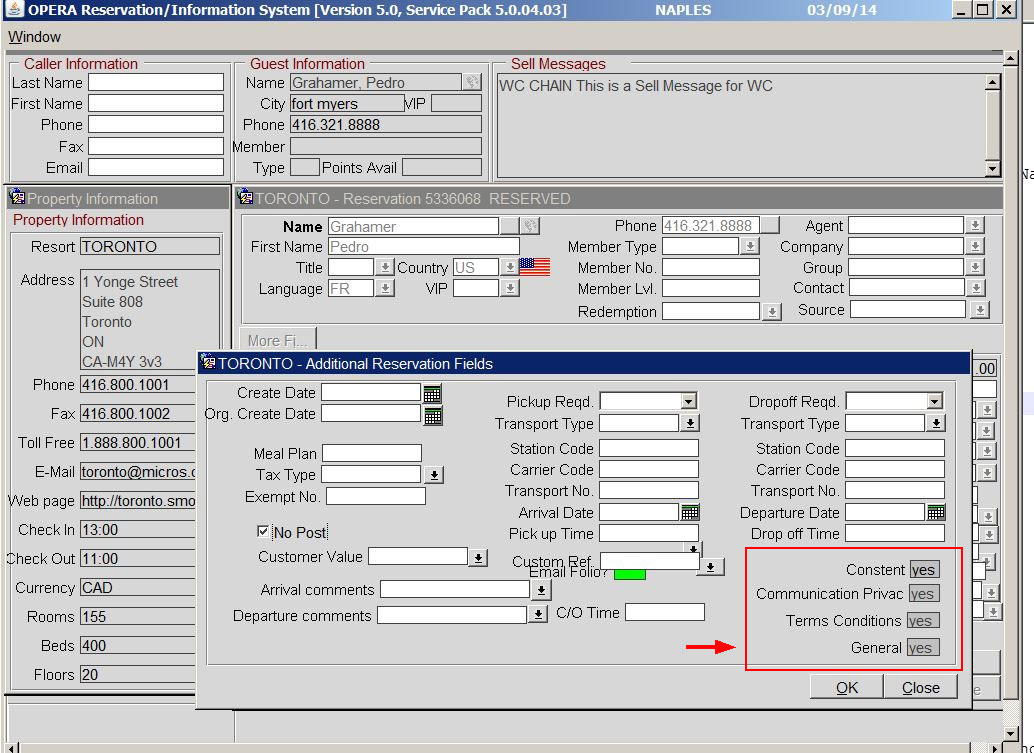 OPERA Reservation/Information System [Version 5.0, Service Pack 5.0.04.03] NAPLES 03/09/14
Window
Caller Information
Last Name
First Name
Phone
Fax
Email
Guest Information
Name Grahamer, Pedro
City fort myers VIP
Phone 416.321.8888
Member
Type Points Avail
Sell Messages
WC CHAIN This is a Sell Message for WC
Property Information
Property Information
Resort TORONTO
Address 1 Yonge Street
Suite 808
Toronto
ON
CA-M4Y 3v3
Phone 416.800.1001
Fax 416.800.1002
Toll Free 1.888.800.1001
E-Mail toronto@micros.c
Web page http://toronto.smo
Check In 13:00
Check Out 11:00
Currency CAD
Rooms 155
Beds 400
Floors 20
TORONTO - Reservation 5336068 RESERVED
Name Grahamer
First Name Pedro
Title Country US
Language FR VIP
Phone 416.321.8888
Member Type
Member No.
Member Lvl.
Redemption
Agent
Company
Group
Contact
Source
More Fi...
.00
TORONTO - Additional Reservation Fields
Create Date
Org. Create Date
Meal Plan
Tax Type
Exempt No.
No Post
Customer Value
Arrival comments
Departure comments
Pickup Reqd.
Transport Type
Station Code
Carrier Code
Transport No.
Arrival Date
Pick up Time
Custom Ref.
Email Folio?
C/O Time
Dropoff Reqd.
Transport Type
Station Code
Carrier Code
Transport No.
Departure Date
Drop off Time
Constent yes
Communication Privac yes
Terms Conditions yes
General yes
OK Close